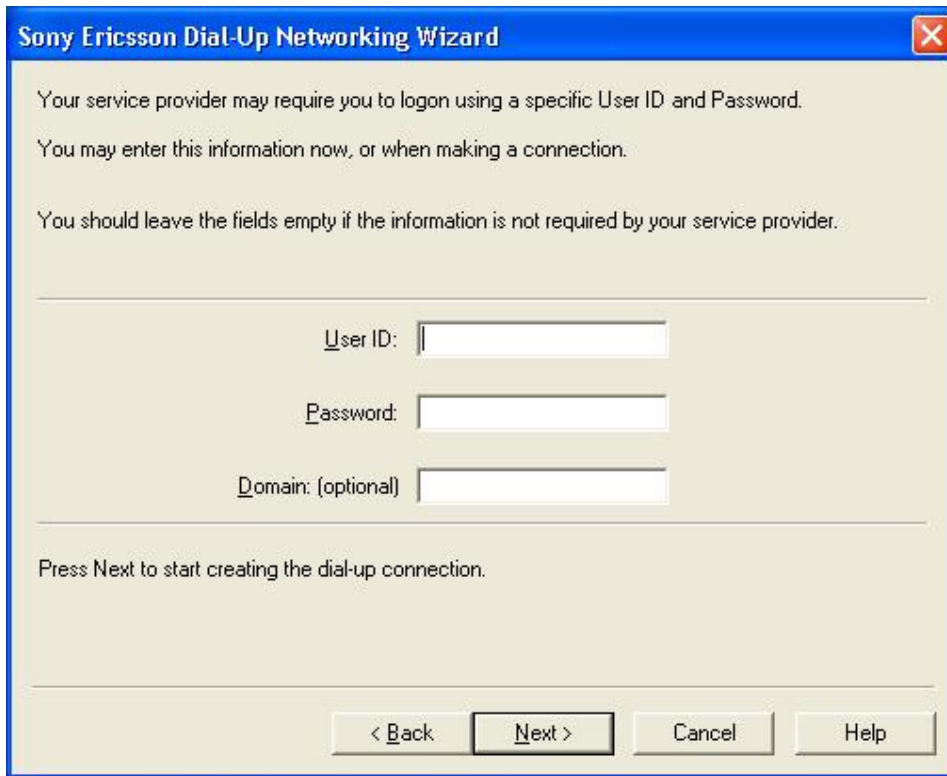 Sony Ericsson Dial-Up Networking Wizard
Your service provider may require you to logon using a specific User ID and Password.
You may enter this information now, or when making a connection.
You should leave the fields empty if the information is not required by your service provider.
User ID:
Password:
Domain: (optional)
Press Next to start creating the dial-up connection.
< Back Next > Cancel Help